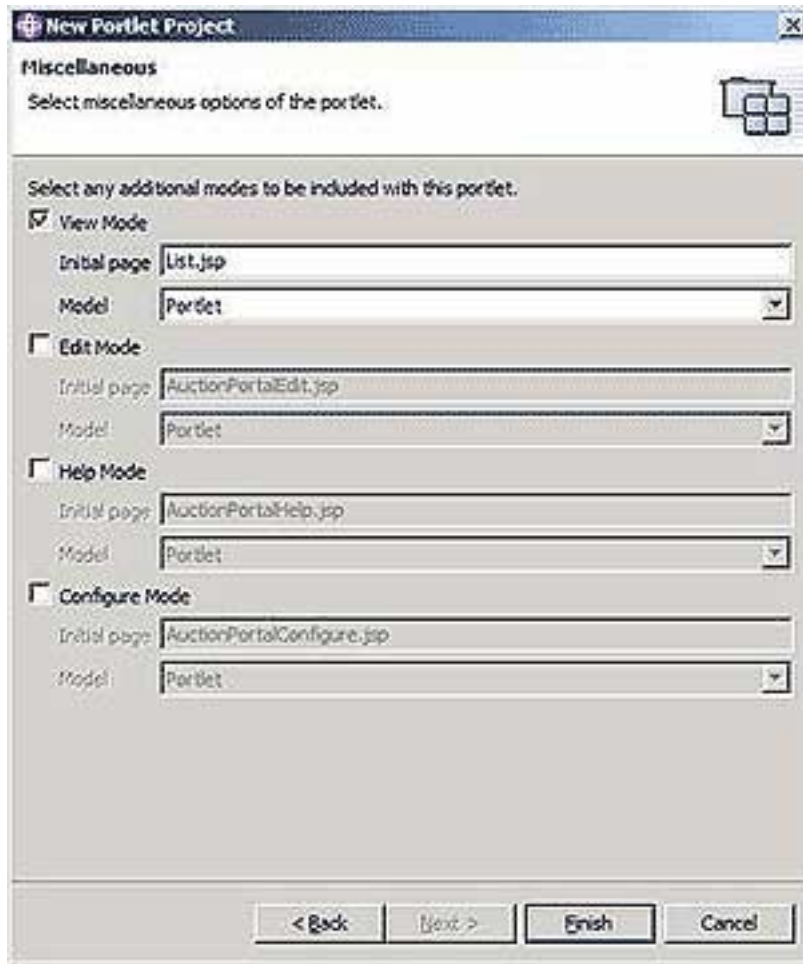 New Portlet Project
Miscellaneous
Select miscellaneous options of the portlet.
Select any additional modes to be included with this portlet.
View Mode
Initial page List.jsp
Model Portlet
Edit Mode
Initial page AuctionPortalEdit.jsp
Model Portlet
Help Mode
Initial page AuctionPortalHelp.jsp
Model Portlet
Configure Mode
Initial page AuctionPortalConfigure.jsp
Model Portlet
< Back Next > Finish Cancel